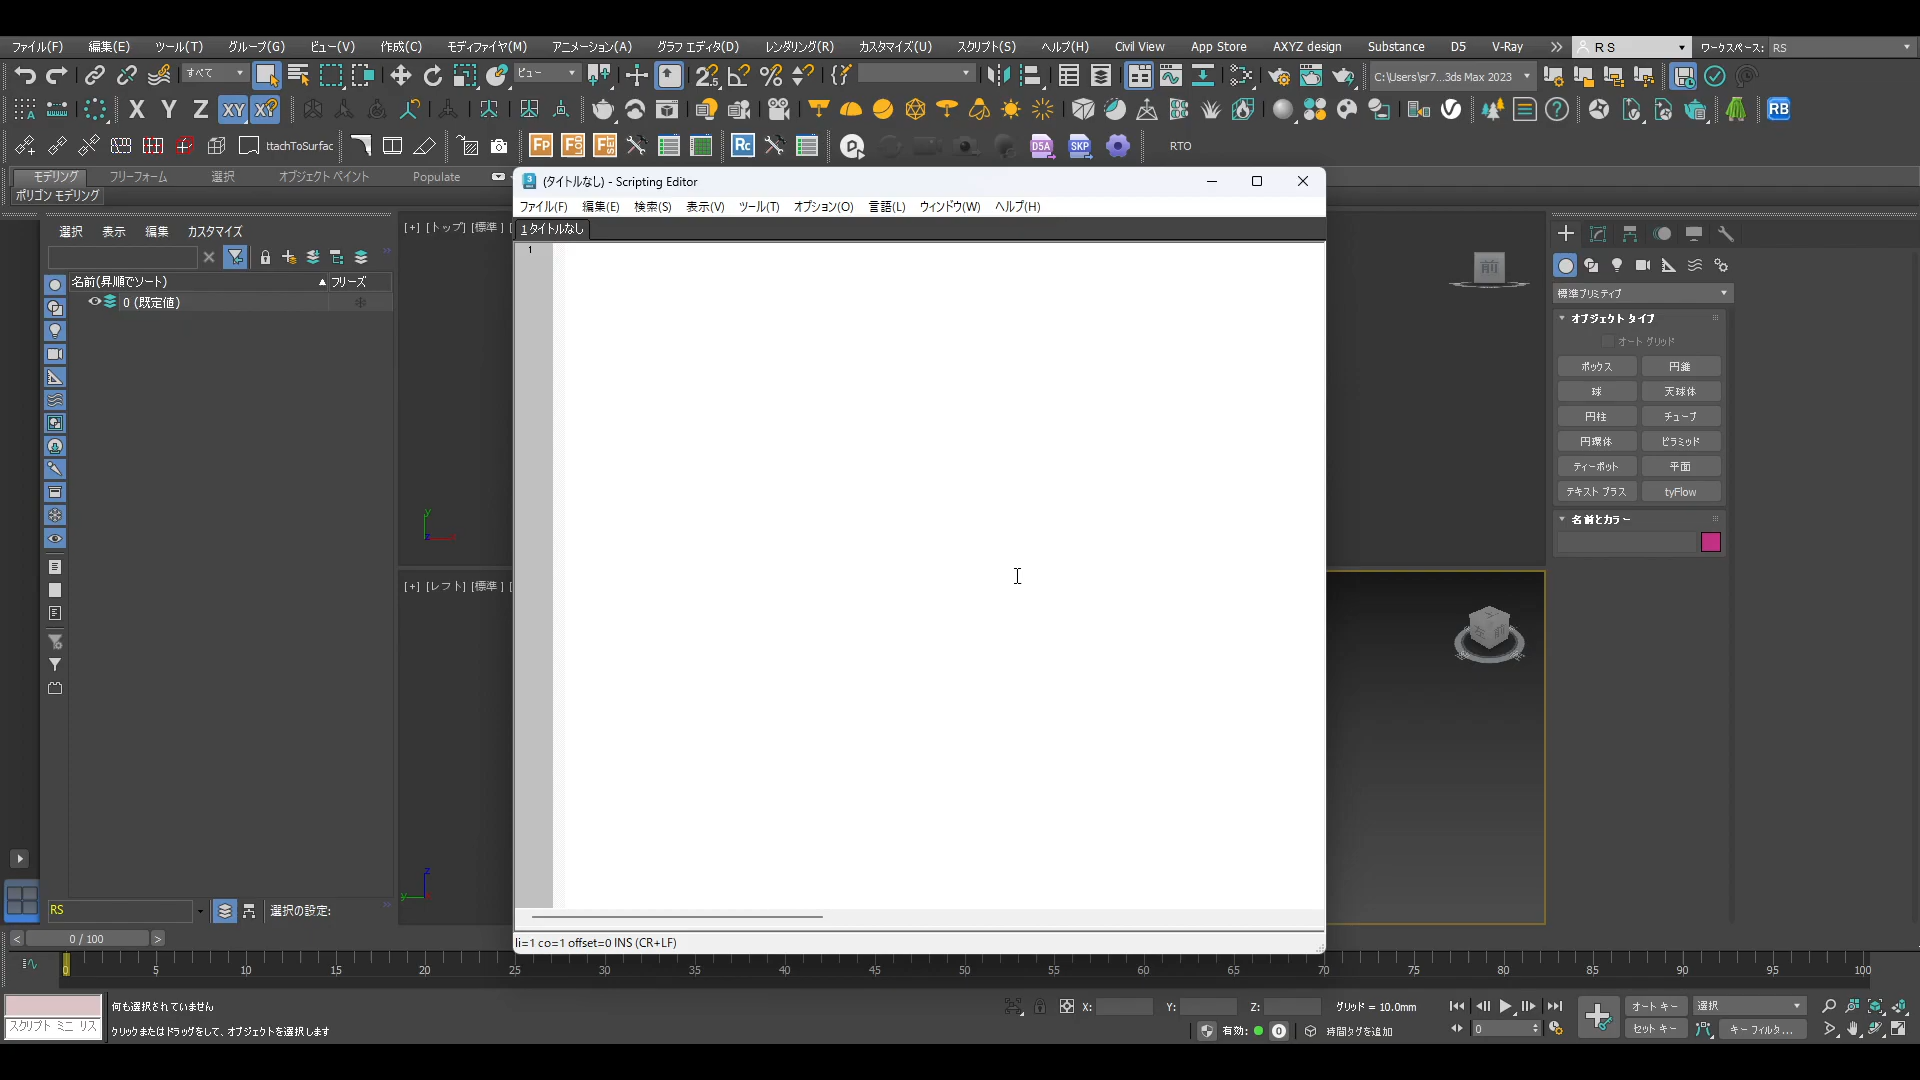 ファイル(F) 編集(E) ツール(T) グループ(G) ビュー(V) 作成(C) モディファイヤ(M) アニメーション(A) グラフ エディタ(D) レンダリング(R) カスタマイズ(U) スクリプト(S) ヘルプ(H) Civil View App Store AXYZ design Substance D5 V-Ray R S ワークスペース: RS
すべて ビュー C:\Users\sr7...3ds Max 2023
X Y Z XY RB
ttachToSurfac Fp LOD SET Rc D5A SKP RTO
モデリング フリーフォーム 選択 オブジェクト ペイント Populate
(タイトルなし) - Scripting Editor
ポリゴン モデリング
ファイル(F) 編集(E) 検索(S) 表示(V) ツール(T) オプション(O) 言語(L) ウィンドウ(W) ヘルプ(H)
選択 表示 編集 カスタマイズ
[+] [トップ] [標準]
1 タイトルなし
1
前
名前(昇順でソート) フリーズ
0 (既定値)
標準プリミティブ
オブジェクト タイプ
オート グリッド
ボックス 円錐
球 天球体
円柱 チューブ
円環体 ピラミッド
ティーポット 平面
テキスト プラス tyFlow
名前とカラー
[+] [レフト] [標準]
y
z
z
y
RS 選択の設定:
0 / 100
li=1 co=1 offset=0 INS (CR+LF)
0 5 10 15 20 25 30 35 40 45 50 55 60 65 70 75 80 85 90 95 100
何も選択されていません X: Y: Z: グリッド = 10.0mm オート キー 選択
スクリプト ミニ リス クリックまたはドラッグをして、オブジェクトを選択します 有効: 0 時間タグを追加 0 セット キー キー フィルタ...